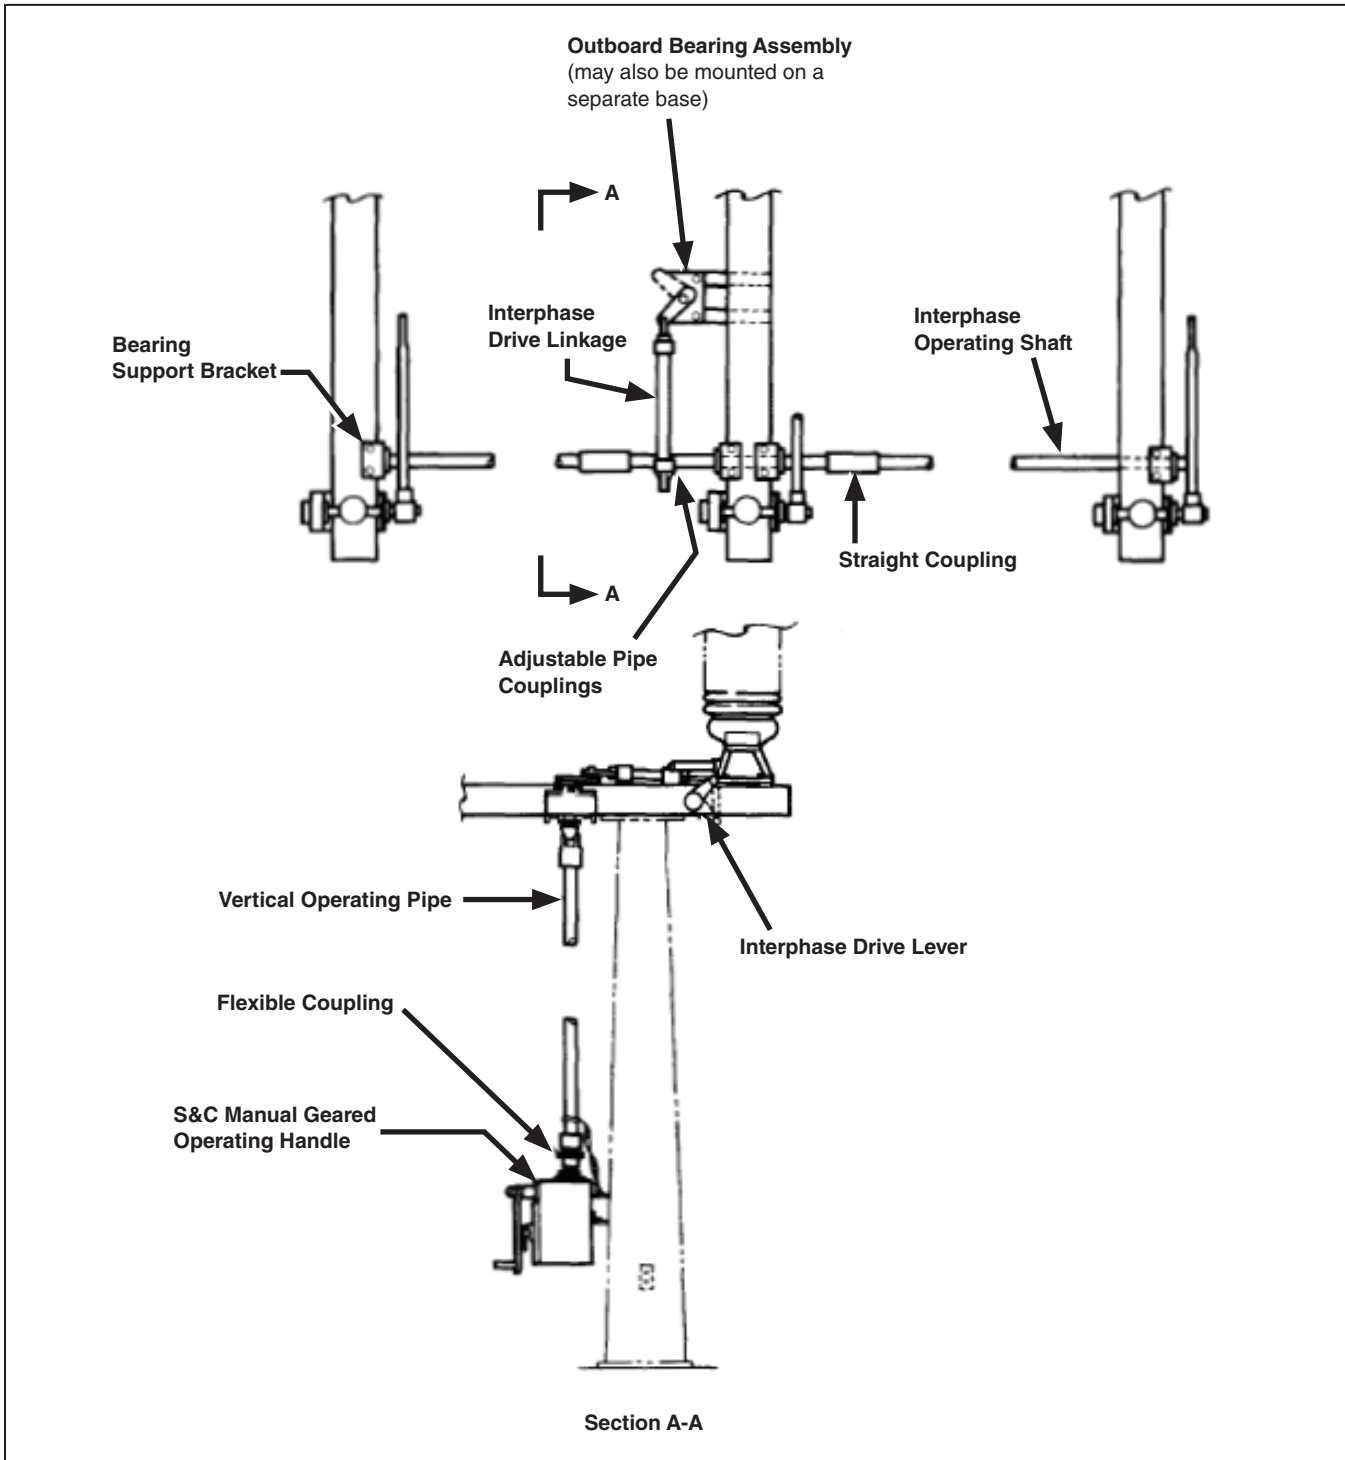 Outboard Bearing Assembly
(may also be mounted on a
separate base)
A
Interphase
Drive Linkage
Interphase
Operating Shaft
Bearing
Support Bracket
Straight Coupling
A
Adjustable Pipe
Couplings
Vertical Operating Pipe
Interphase Drive Lever
Flexible Coupling
S&C Manual Geared
Operating Handle
Section A-A